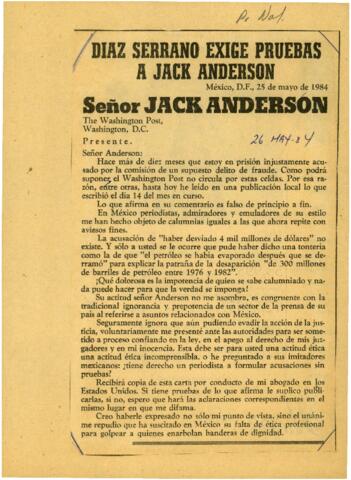 Pe Nal.
DIAZ SERRANO EXIGE PRUEBAS
A JACK ANDERSON
México, D.F., 25 de mayo de 1984
Señor JACK ANDERSON
The Washington Post,
Washington, D.C.
26 MAY-84
Presente.
Señor Anderson:
Hace más de diez meses que estoy en prisión injustamente acu-
sado por la comisión de un supuesto delito de fraude. Como podrá
suponer, el Washington Post no circula por estas celdas. Por esa ra-
zón, entre otras, hasta hoy he leído en una publicación local lo que
escribió el día 14 del mes en curso.
Lo que afirma en su comentario es falso de principio a fin.
En México periodistas, admiradores y emuladores de su estilo
me han hecho objeto de calumnias iguales a las que ahora repite con
aviesos fines.
La acusación de "haber desviado 4 mil millones de dólares" no
existe. Y sólo a usted se le ocurre que pude haber dicho una tontería
como la de que "el petróleo se había evaporado después que se de-
rramó" para explicar la patraña de la desaparición "de 300 millones
de barriles de petróleo entre 1976 y 1982".
¡Qué dolorosa es la impotencia de quien se sabe calumniado y na-
da puede hacer para que la verdad se imponga!
Su actitud señor Anderson no me asombra, es congruente con la
tradicional ignorancia y prepotencia de un sector de la prensa de su
país al referirse a asuntos relacionados con México.
Seguramente ignora que aún pudiendo evadir la acción de la jus-
ticia, voluntariamente me presenté ante las autoridades para ser some-
tido a proceso confiando en la ley, en el apego al derecho de mis juz-
gadores y en mi inocencia. Esta debe ser para usted una actitud ética
una actitud ética incomprensible. o he preguntado a sus imitadores me-
xicanos: ¡tiene derecho un periodista a formular acusaciones sin
pruebas!
Recibirá copia de esta carta por conducto de mi abogado en los
Estados Unidos. Si tiene pruebas de lo que afirma le suplico publi-
carlas, si no, espero que hará las aclaraciones correspondientes en el
mismo lugar en que me difama.
Creo haberle expresado no sólo mi punto de vista, sino el unáni-
me repudio que ha suscitado en México su falta de ética profesional
para golpear a quienes enarbolan banderas de dignidad.